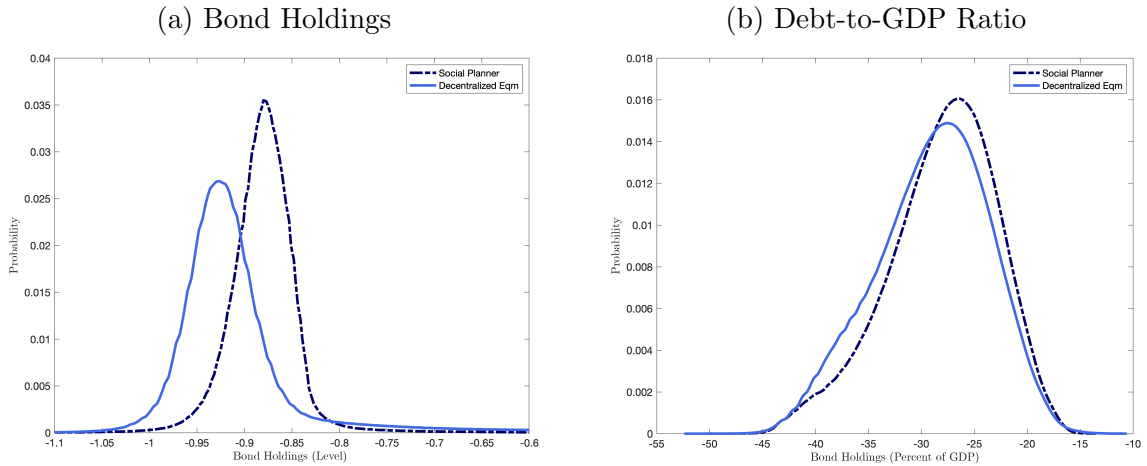 (a) Bond Holdings
0.04
0.035
0.03
0.025
0.02
0.015
0.01
0.005
0
Probability
Social Planner
Decentralized Eqm
-1.1 -1.05 -1 -0.95 -0.9 -0.85 -0.8 -0.75 -0.7 -0.65 -0.6
Bond Holdings (Level)
(b) Debt-to-GDP Ratio
0.018
0.016
0.014
0.012
0.01
0.008
0.006
0.004
0.002
0
Probability
Social Planner
Decentralized Eqm
-55 -50 -45 -40 -35 -30 -25 -20 -15 -10
Bond Holdings (Percent of GDP)